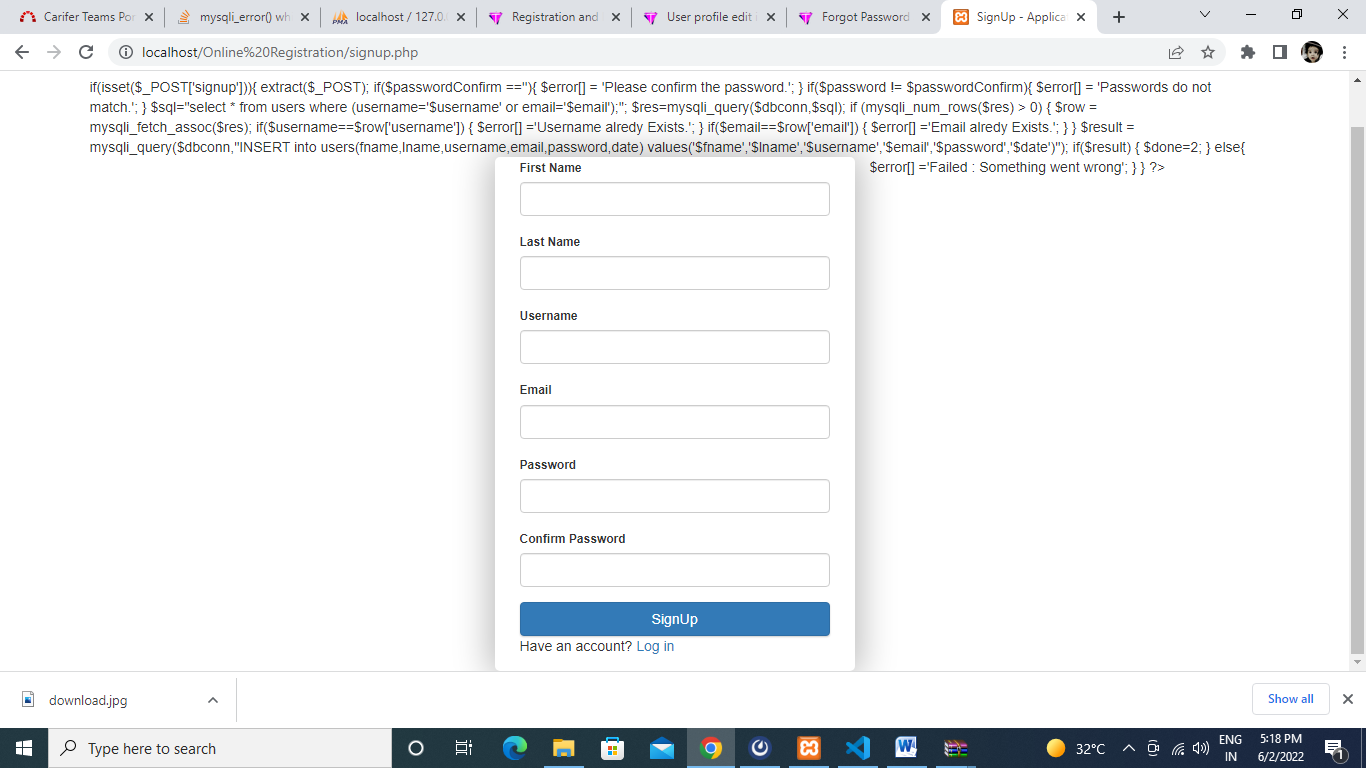 Carifer Teams Por
mysqli_error() wh
localhost / 127.0.
Registration and
User profile edit i
Forgot Password
SignUp - Applica
localhost/Online%20Registration/signup.php
if(isset($_POST['signup'])){ extract($_POST); if($passwordConfirm ==''){ $error[] = 'Please confirm the password.'; } if($password != $passwordConfirm){ $error[] = 'Passwords do not
match.'; } $sql="select * from users where (username='$username' or email='$email');"; $res=mysqli_query($dbconn,$sql); if (mysqli_num_rows($res) > 0) { $row =
mysqli_fetch_assoc($res); if($username==$row['username']) { $error[] ='Username alredy Exists.'; } if($email==$row['email']) { $error[] ='Email alredy Exists.'; } } $result =
mysqli_query($dbconn,"INSERT into users(fname,lname,username,email,password,date) values('$fname','$lname','$username','$email','$password','$date')"); if($result) { $done=2; } else{
$error[] ='Failed : Something went wrong'; } } ?>
First Name
Last Name
Username
Email
Password
Confirm Password
SignUp
Have an account? Log in
download.jpg
Show all
Type here to search
32°C
ENG
IN
5:18 PM
6/2/2022
1